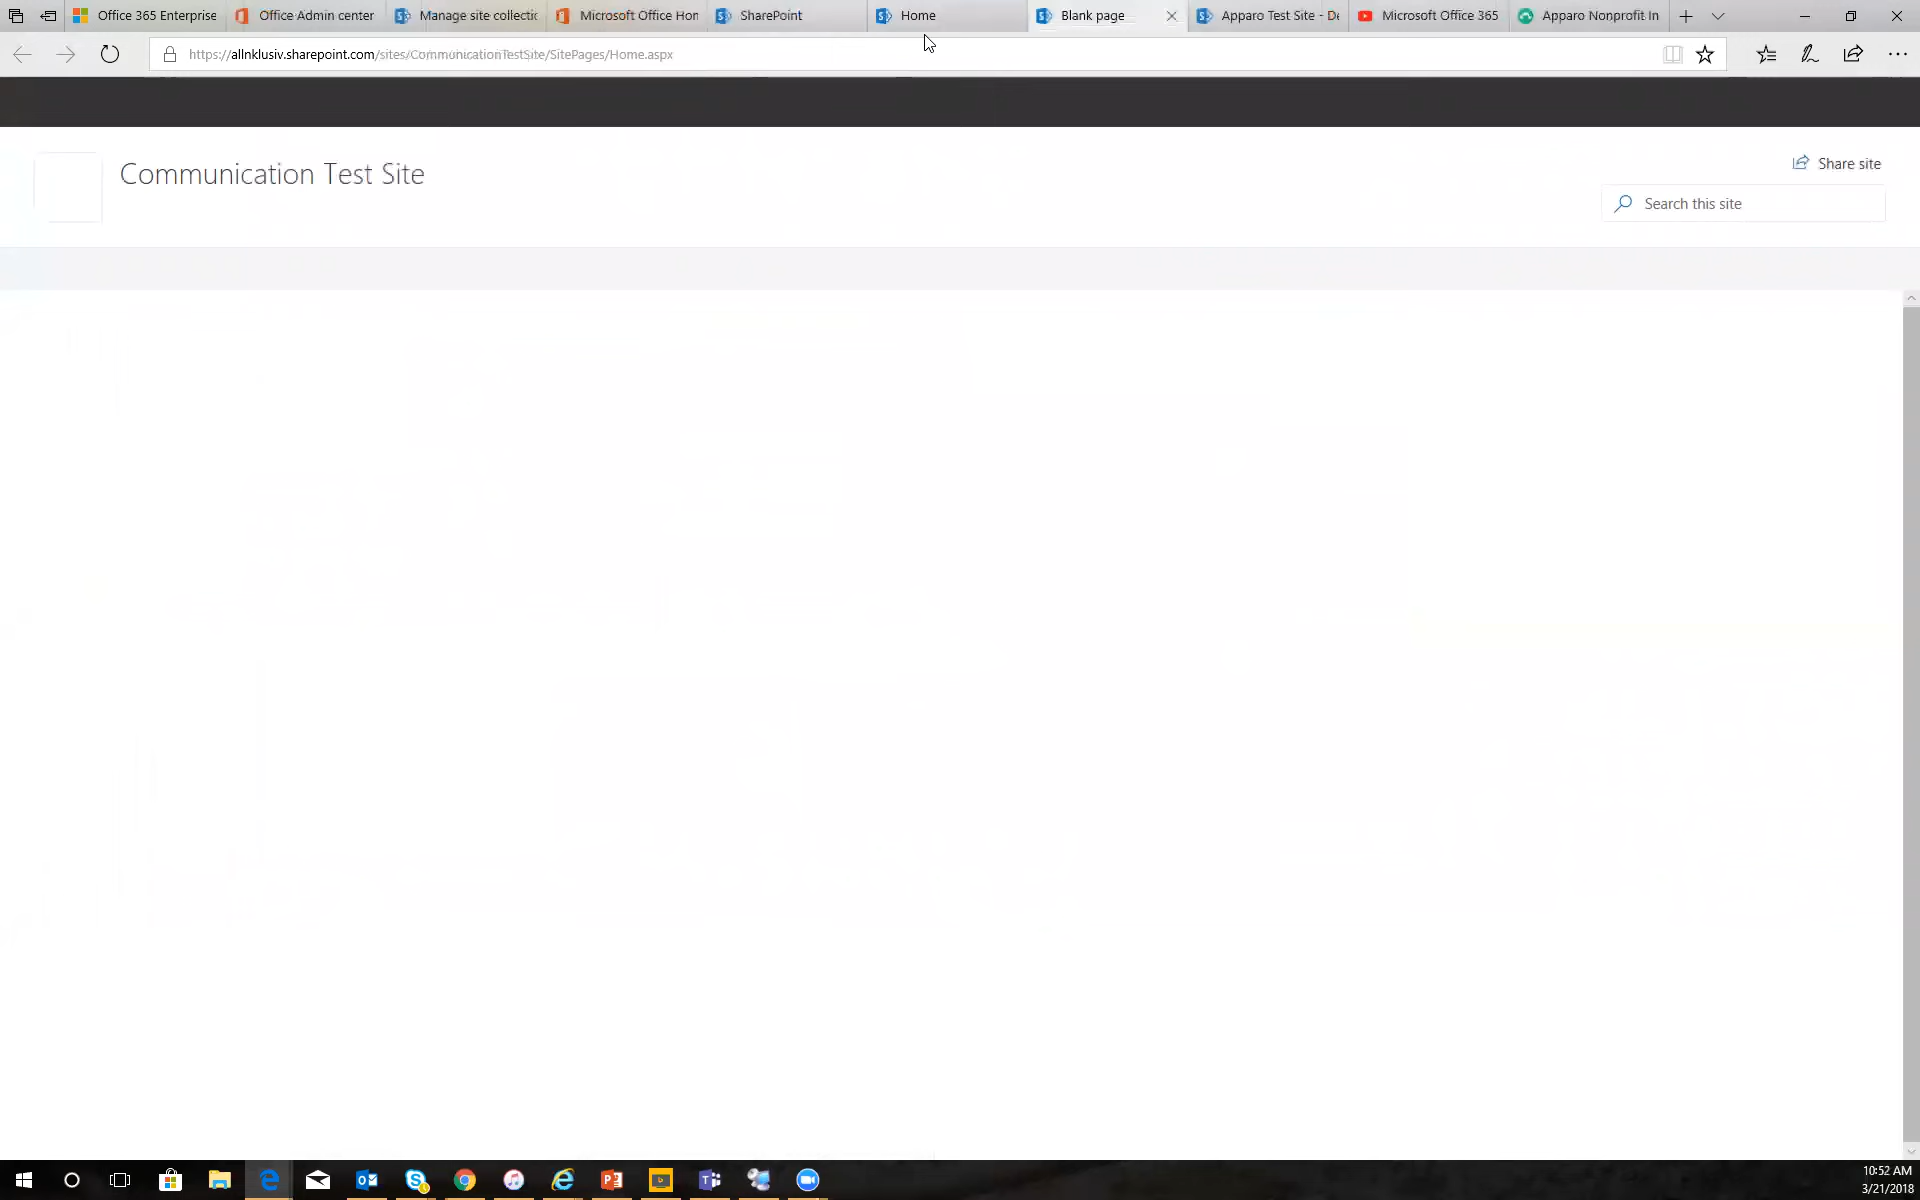 Office 365 Enterprise
Office Admin center
Manage site collectic
Microsoft Office Hon
SharePoint
Home
Blank page
Apparo Test Site - De
Microsoft Office 365
Apparo Nonprofit In
https://allnklusiv.sharepoint.com/sites/CommunicationTestSite/SitePages/Home.aspx
Communication Test Site
Share site
Search this site
10:52 AM
3/21/2018